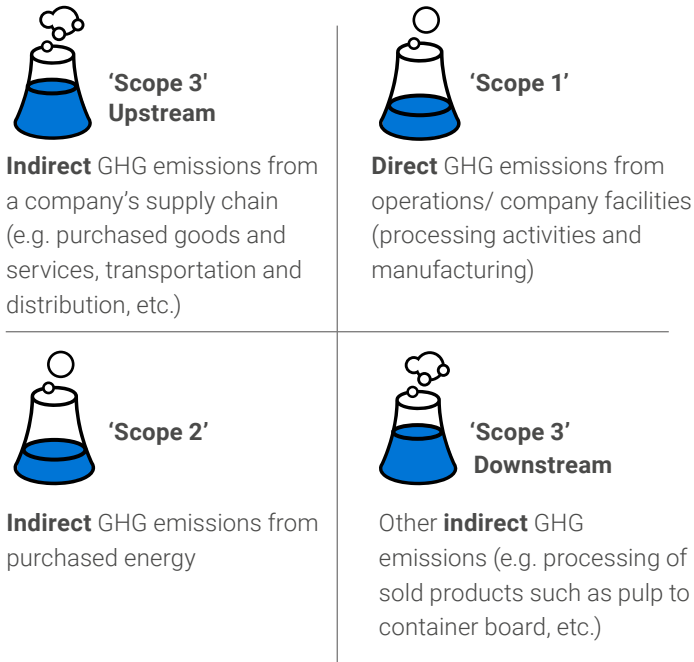 ‘Scope 3'
Upstream
Indirect GHG emissions from
a company’s supply chain
(e.g. purchased goods and
services, transportation and
distribution, etc.)
‘Scope 1’
Direct GHG emissions from
operations/ company facilities
(processing activities and
manufacturing)
‘Scope 2’
Indirect GHG emissions from
purchased energy
‘Scope 3’
Downstream
Other indirect GHG
emissions (e.g. processing of
sold products such as pulp to
container board, etc.)